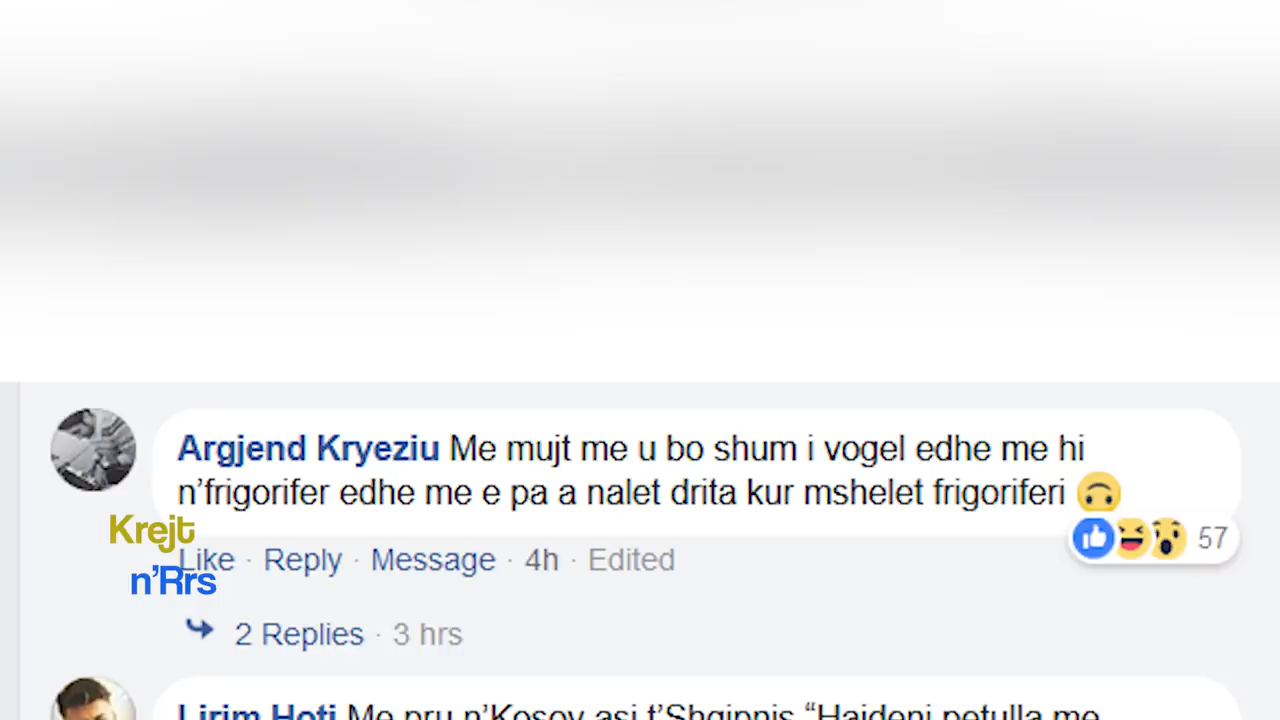 Argjend Kryeziu Me mujt me u bo shum i vogel edhe me hi
n’frigorifer edhe me e pa a nalet drita kur mshelet frigoriferi 🙃
57
Krejt
n’Rrs
Like · Reply · Message · 4h · Edited
2 Replies · 3 hrs
Lirim Hoti Me pru n’Kosov asi t’Shqipnis “Hajdeni petulla me